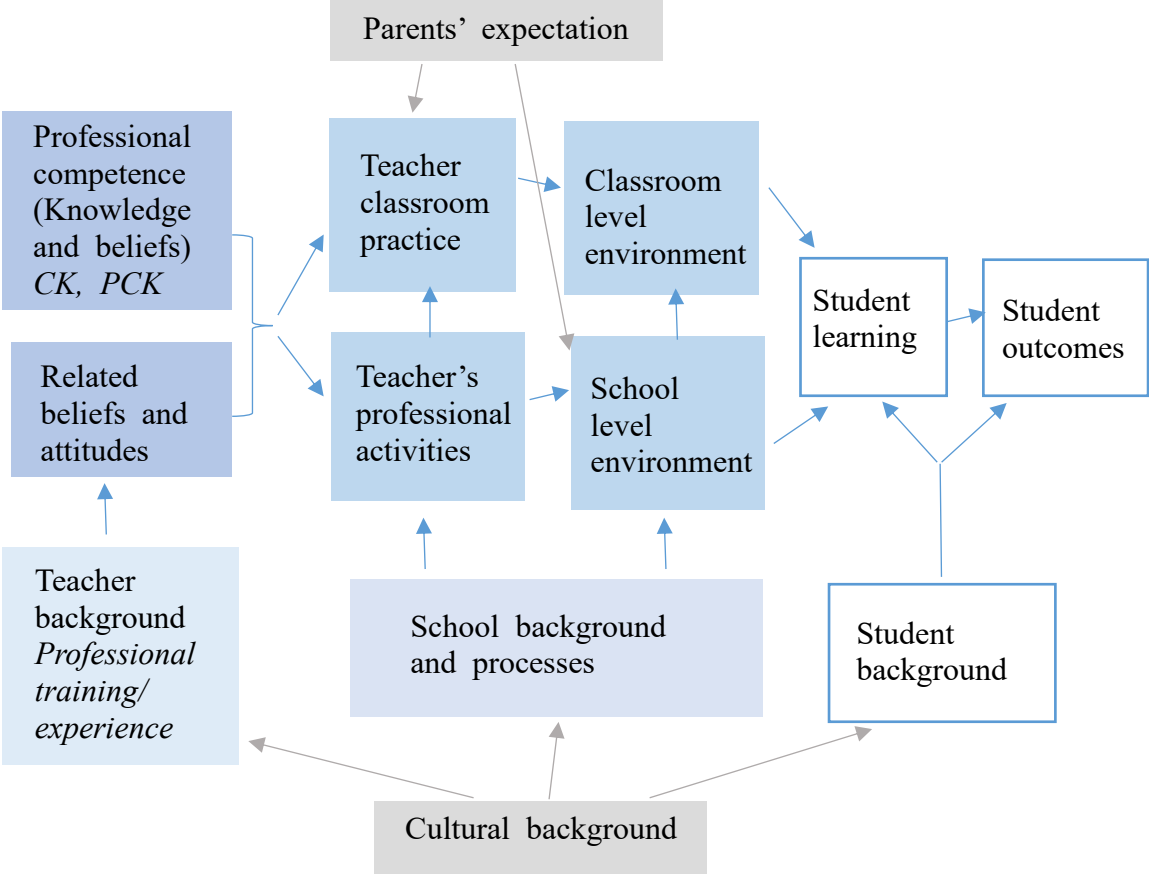 Parents’ expectation
Professional
competence
(Knowledge
and beliefs)
CK, PCK
Teacher
classroom
practice
Classroom
level
environment
Student
learning
Student
outcomes
Related
beliefs and
attitudes
Teacher’s
professional
activities
School
level
environment
Teacher
background
Professional
training/
experience
School background
and processes
Student
background
Cultural background